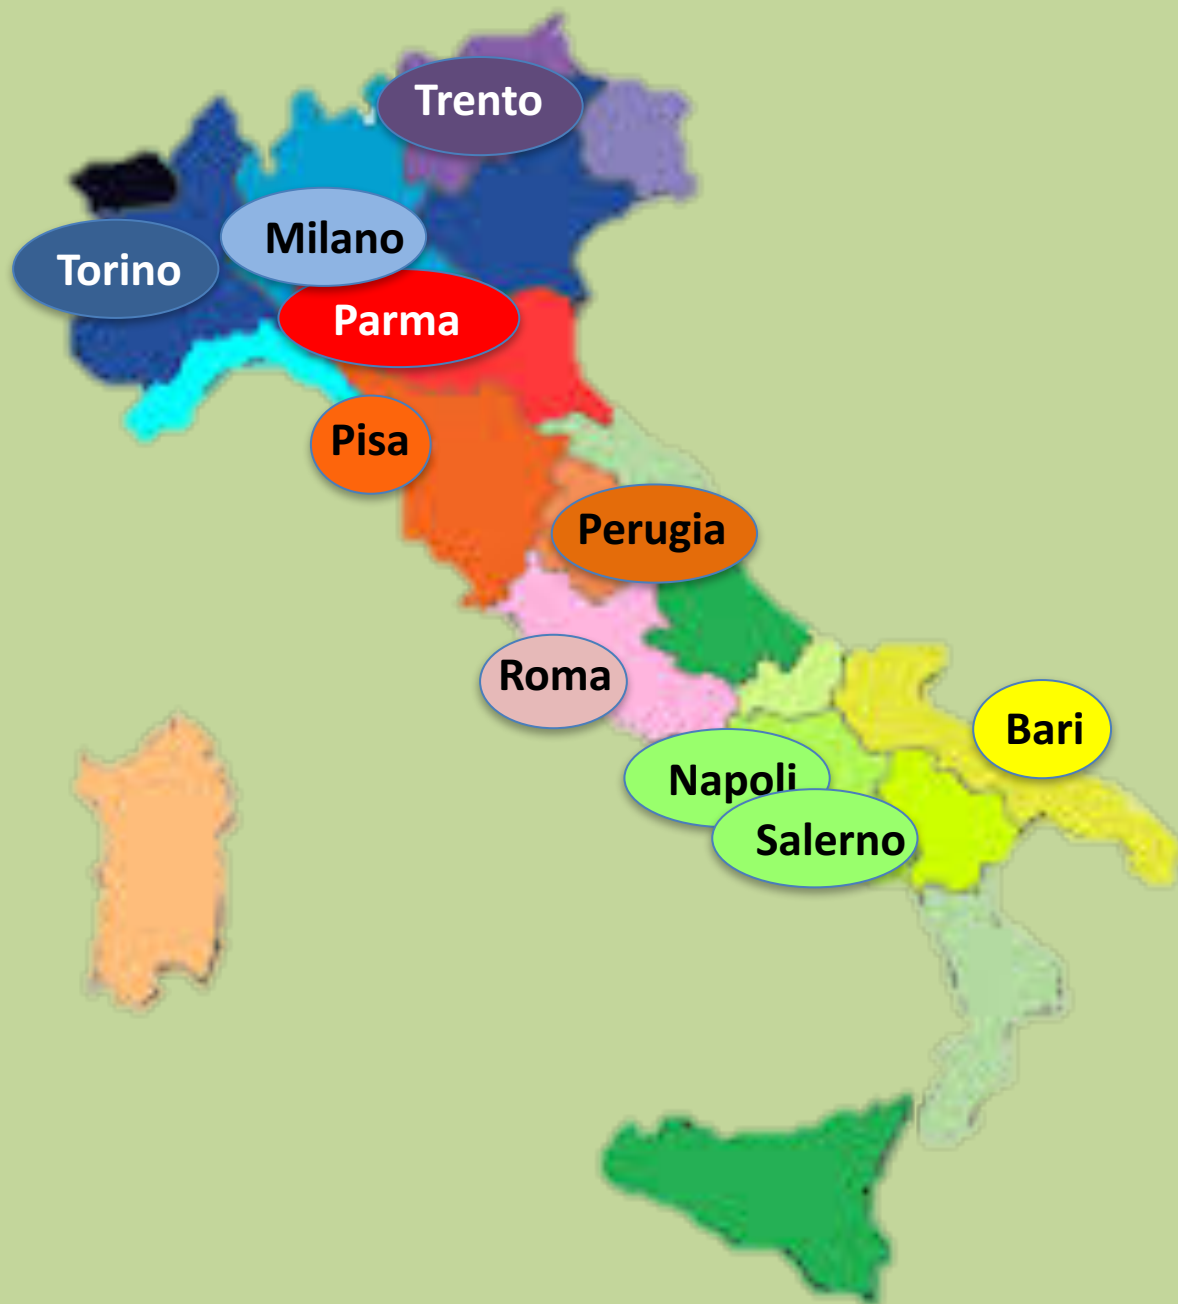 Trento
Milano
Torino
Parma
Pisa
Perugia
Roma
Bari
Napoli
Salerno